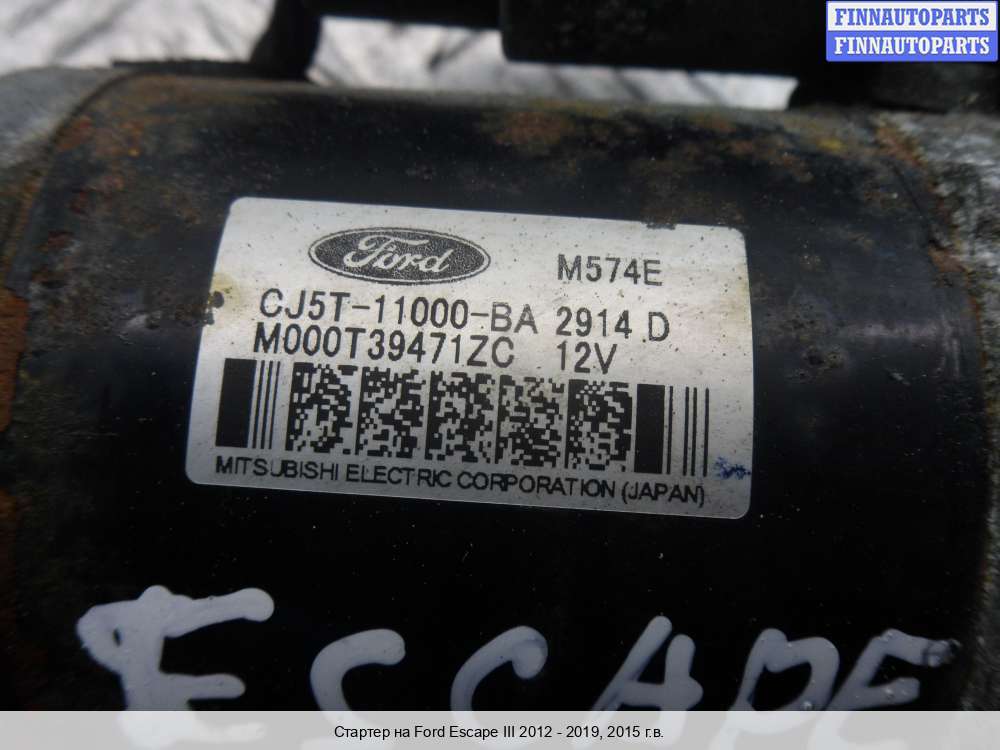 FINNAUTOPARTS
FINNAUTOPARTS
Ford M574E
CJ5T-11000-BA 2914 D
M000T39471ZC 12V
MITSUBISHI ELECTRIC CORPORATION (JAPAN)
ESCAPE
Стартер на Ford Escape III 2012 - 2019, 2015 г.в.